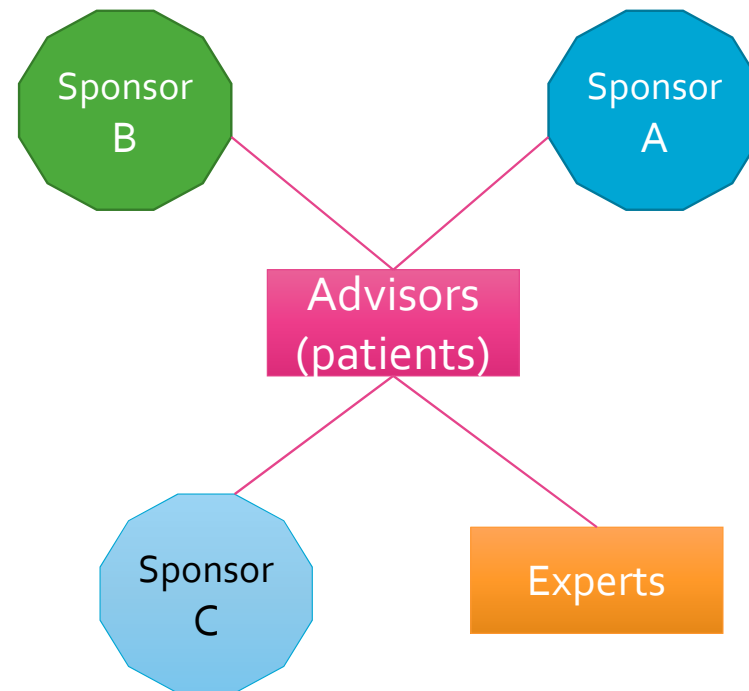 Sponsor
B
Sponsor
A
Advisors
(patients)
Sponsor
C
Experts